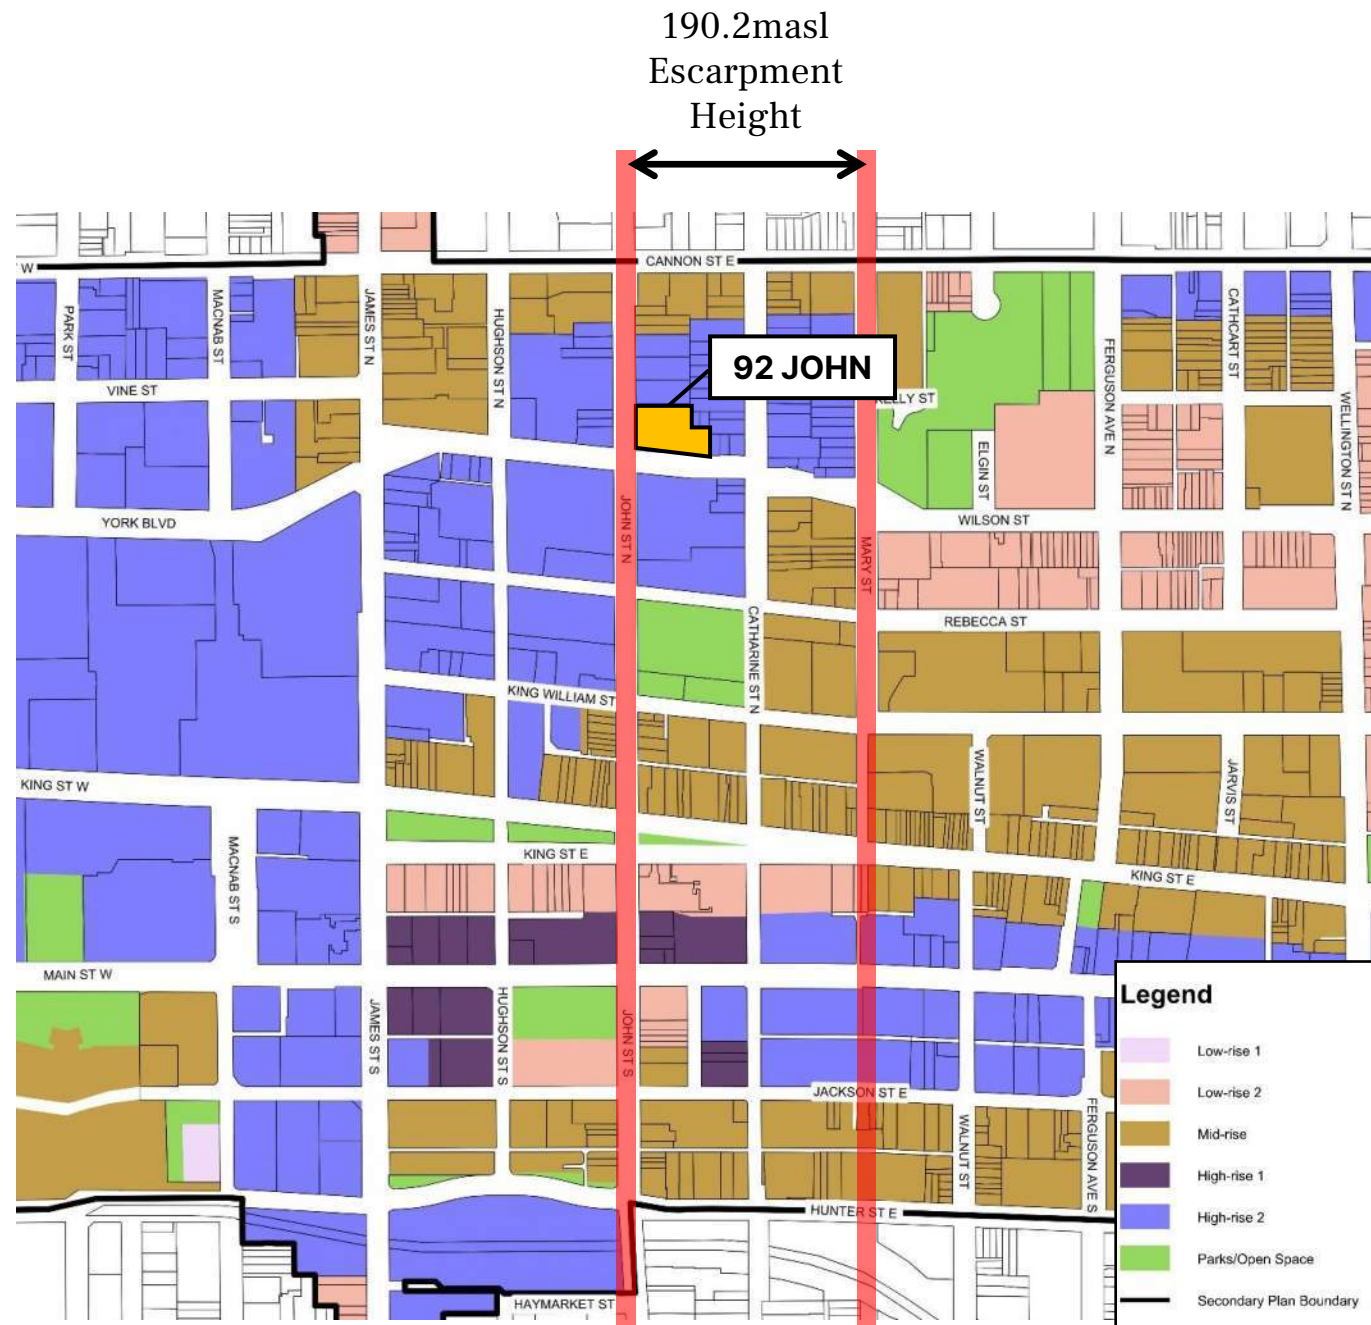 190.2masl
Escarpment
Height
W
CANNON ST E
PARK ST
MACNAB ST
JAMES ST N
HUGHSON ST N
92 JOHN
KELLY ST
FERGUSON AVE N
CATHCART ST
WELLINGTON ST N
VINE ST
ELGIN ST
YORK BLVD
JOHN ST N
MARY ST
WILSON ST
CATHARINE ST N
REBECCA ST
KING WILLIAM ST
WALNUT ST
JARVIS ST
KING ST W
MACNAB ST S
KING ST E
KING ST E
MAIN ST W
JAMES ST S
HUGHSON ST S
JOHN ST S
JACKSON ST E
WALNUT ST
FERGUSON AVE S
HUNTER ST E
HAYMARKET ST
Legend
Low-rise 1
Low-rise 2
Mid-rise
High-rise 1
High-rise 2
Parks/Open Space
Secondary Plan Boundary